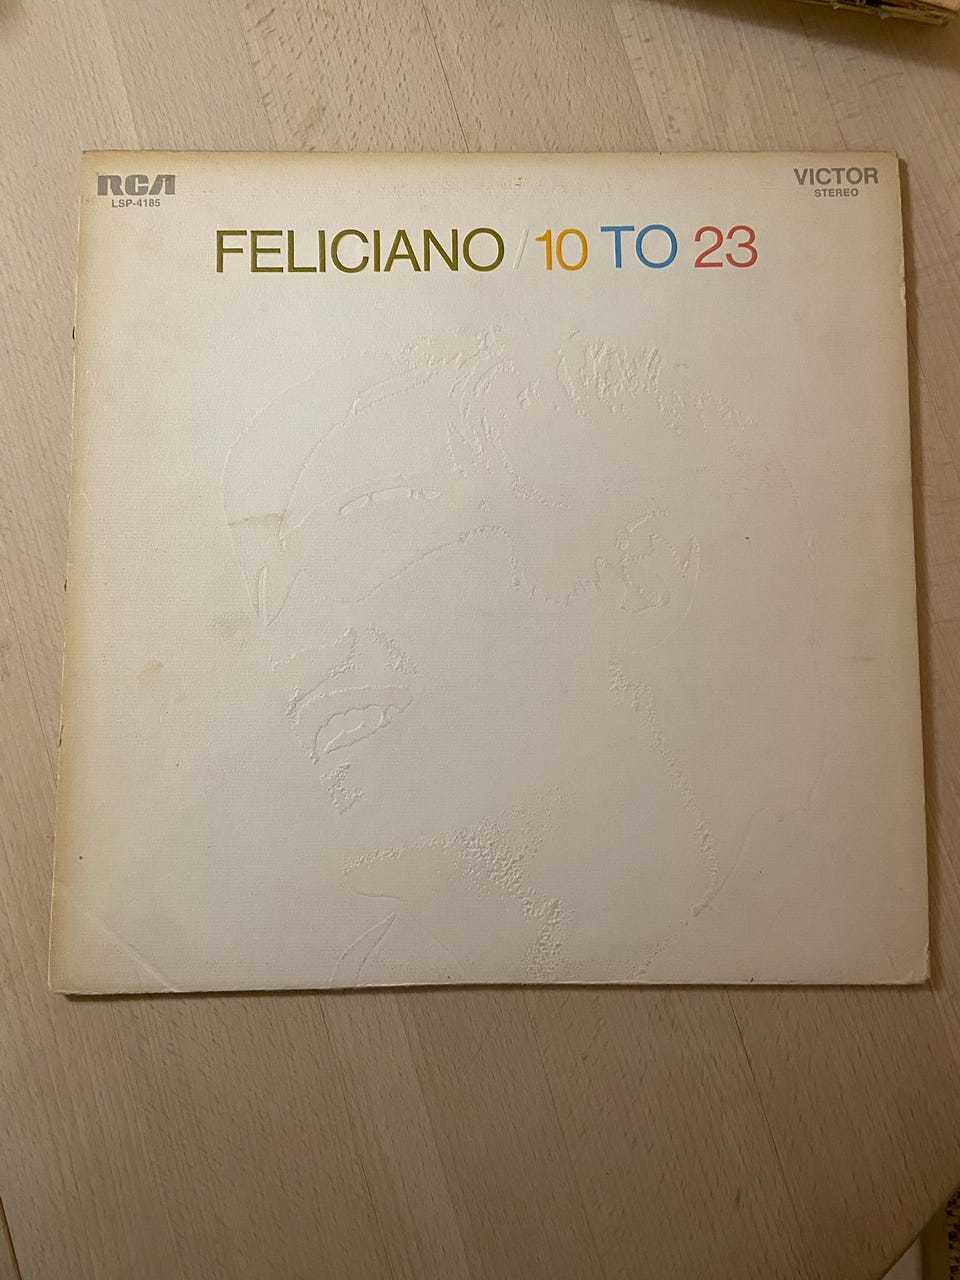 RCA
LSP-4185
VICTOR
STEREO
FELICIANO / 10 TO 23